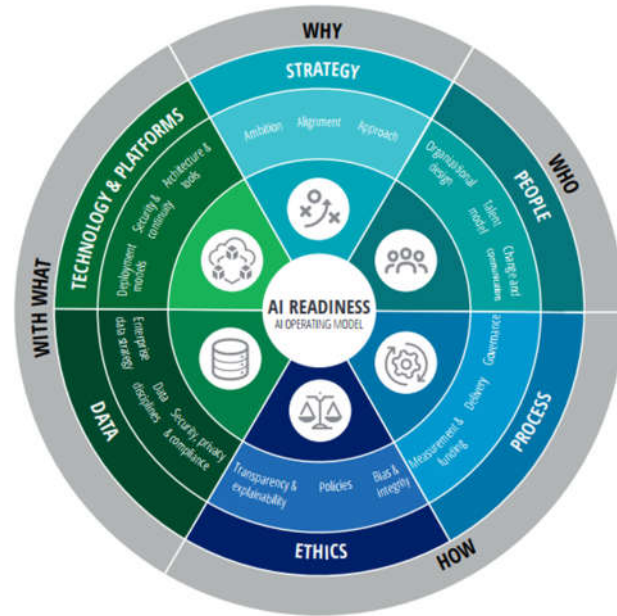 WHY
STRATEGY
Ambition
Alignment
Approach
WHO
PEOPLE
Organizational
design
Talent
model
Change and
communications
HOW
PROCESS
Governance
Delivery
Measurement &
funding
ETHICS
Transparency &
explainability
Policies
Bias &
Integrity
WITH WHAT
DATA
Enterprise
data strategy
Data
disciplines
Security, privacy
& compliance
TECHNOLOGY & PLATFORMS
Deployment
models
Security &
continuity
Architecture &
tools
AI READINESS
AI OPERATING MODEL